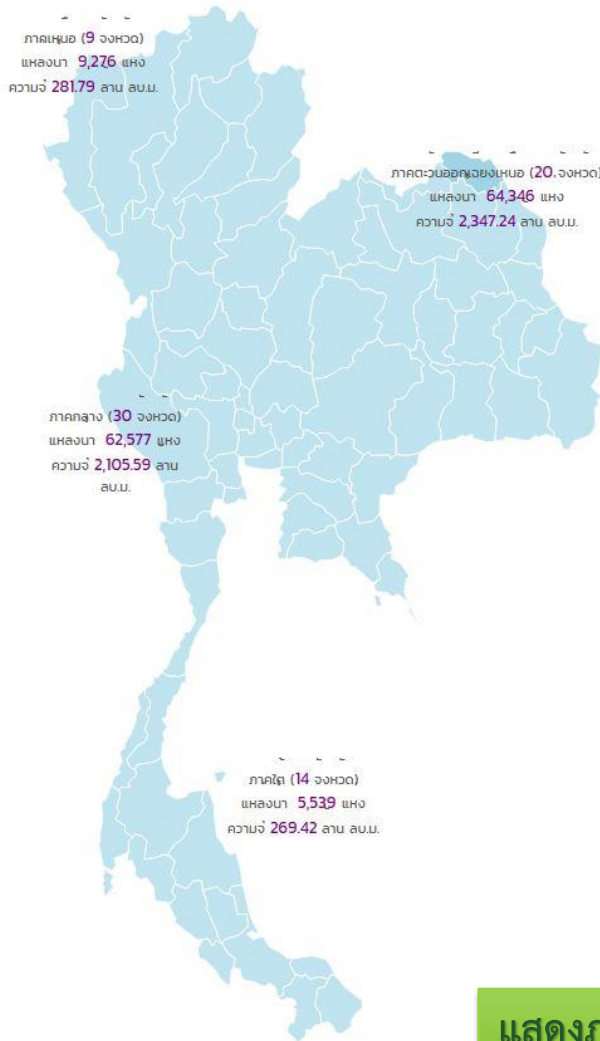 ภาคเหนือ (9 จังหวัด)
แหล่งน้ำ 9,276 แห่ง
ความจุ 281.79 ล้าน ลบ.ม.
ภาคตะวันออกเฉียงเหนือ (20 จังหวัด)
แหล่งน้ำ 64,346 แห่ง
ความจุ 2,347.24 ล้าน ลบ.ม.
ภาคกลาง (30 จังหวัด)
แหล่งน้ำ 62,577 แห่ง
ความจุ 2,105.59 ล้าน
ลบ.ม.
ภาคใต้ (14 จังหวัด)
แหล่งน้ำ 5,539 แห่ง
ความจุ 269.42 ล้าน ลบ.ม.